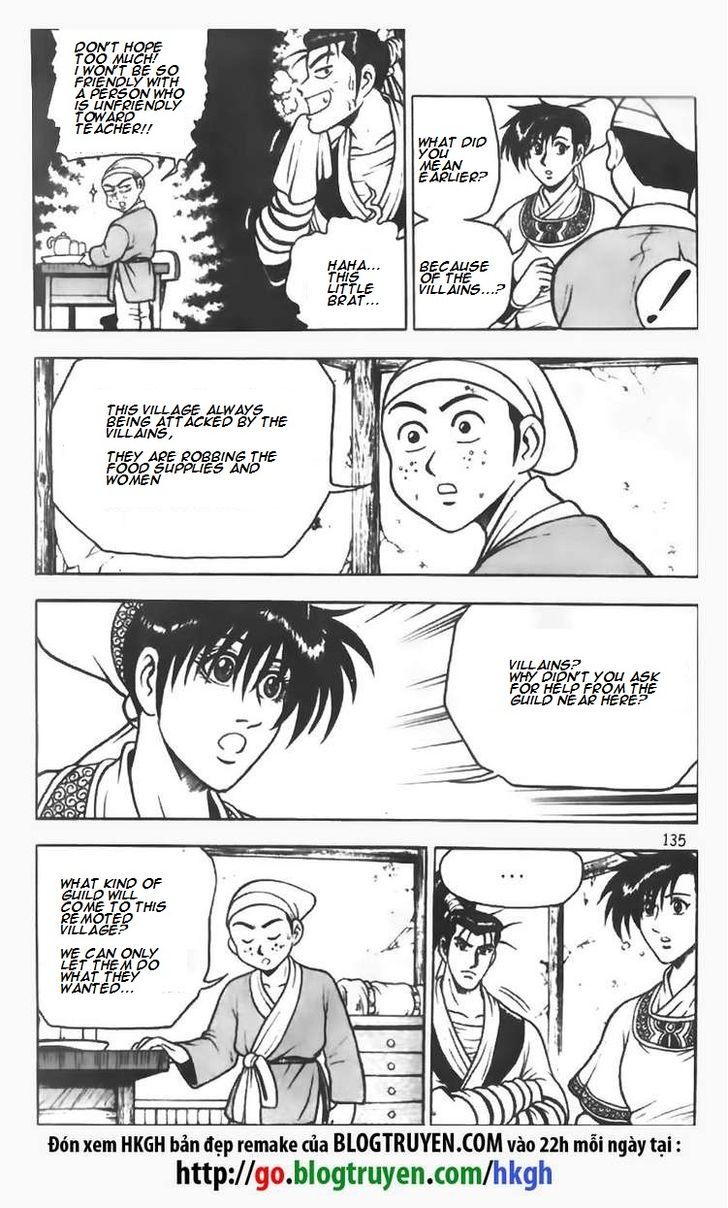 DON'T HOPE
TOO MUCH!
I WON'T BE SO
FRIENDLY WITH
A PERSON WHO
IS UNFRIENDLY
TOWARD
TEACHER!!
HAHA...
THIS
LITTLE
BRAT...
WHAT DID
YOU
MEAN
EARLIER?
BECAUSE
OF THE
VILLAINS...?
!
THIS VILLAGE ALWAYS
BEING ATTACKED BY THE
VILLAINS,
THEY ARE ROBBING THE
FOOD SUPPLIES AND
WOMEN
VILLAINS?
WHY DIDN'T YOU ASK
FOR HELP FROM THE
GUILD NEAR HERE?
135
WHAT KIND OF
GUILD WILL
COME TO THIS
REMOTED
VILLAGE?
WE CAN ONLY
LET THEM DO
WHAT THEY
WANTED...
...
Đón xem HKGH bản đẹp remake của BLOGTRUYEN.COM vào 22h mỗi ngày tại :
http://go.blogtruyen.com/hkgh